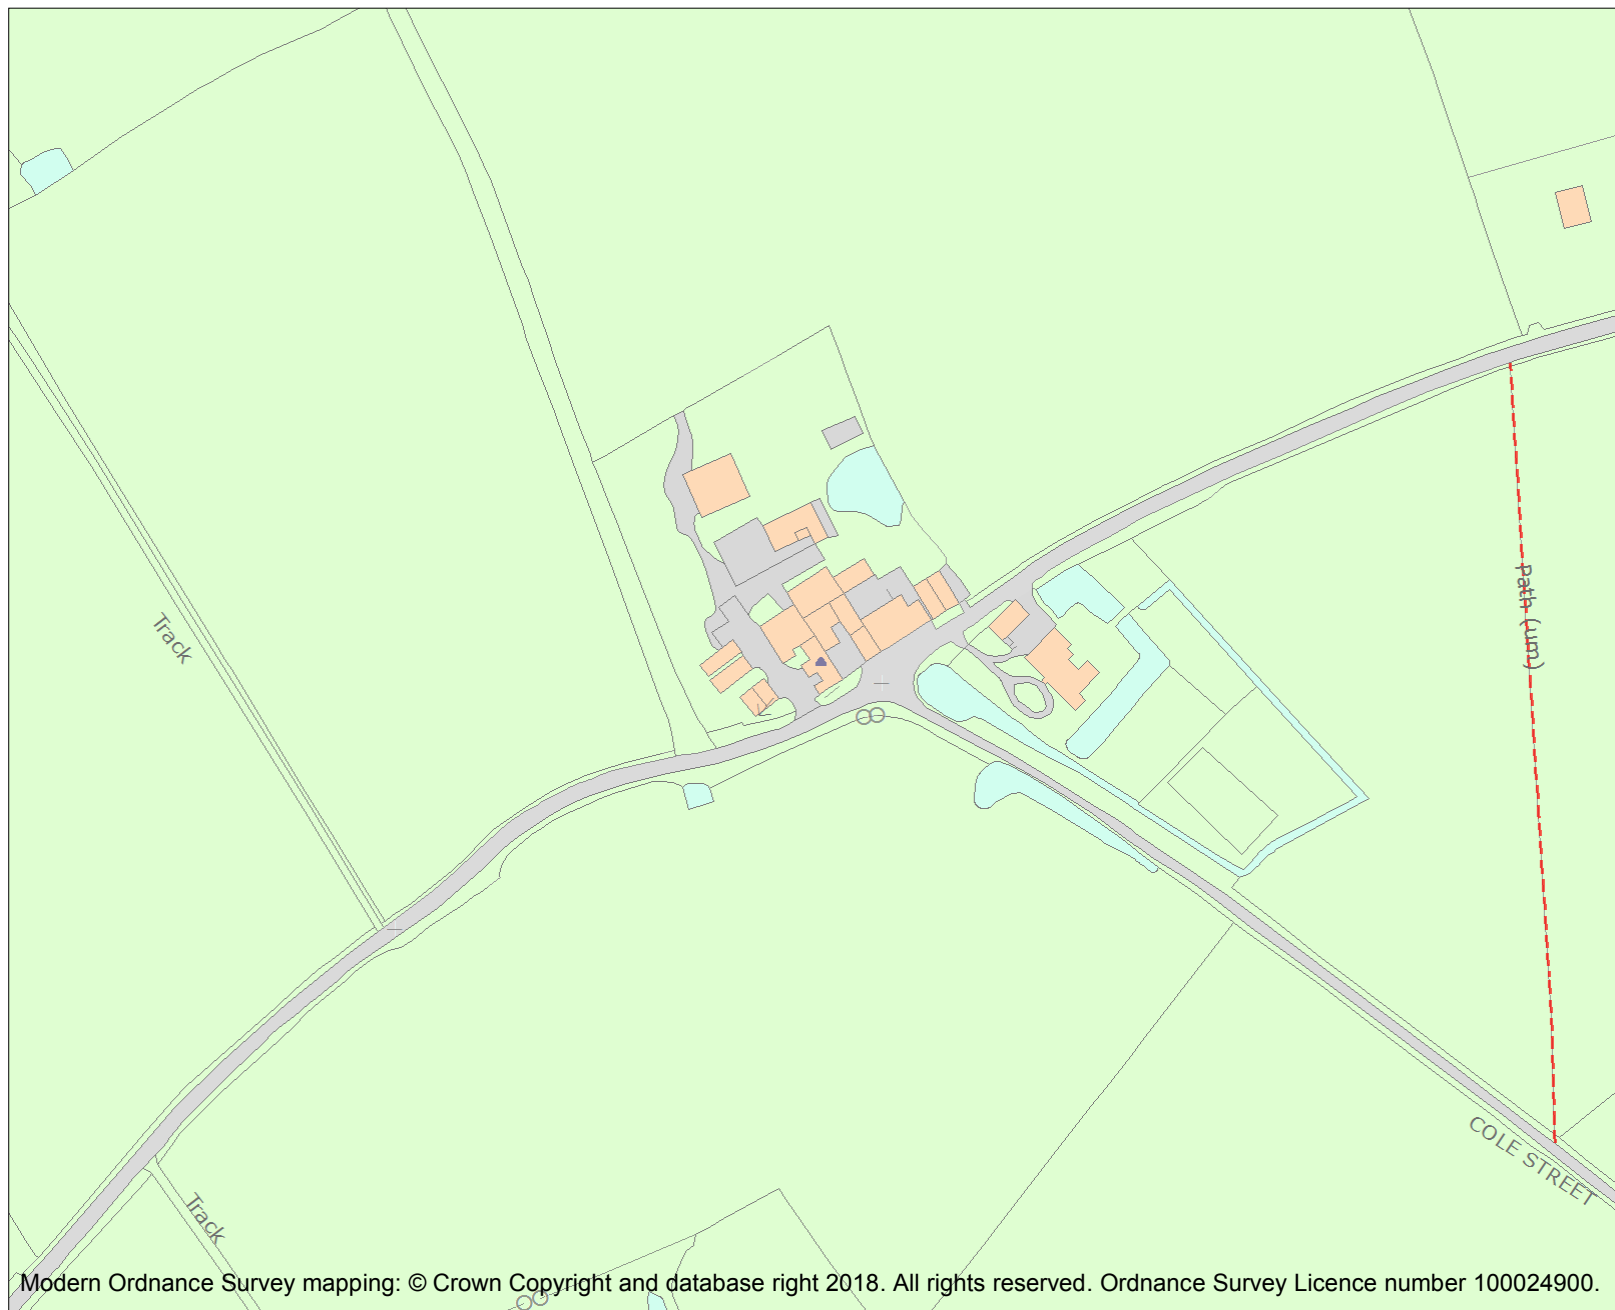 Path (um)
Track
COLE STREET
Track
Modern Ordnance Survey mapping: © Crown Copyright and database right 2018. All rights reserved. Ordnance Survey Licence number 100024900.